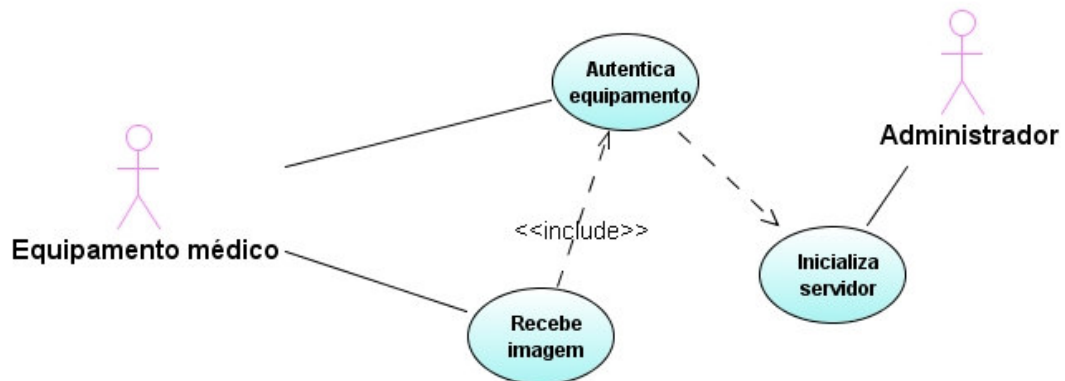 Autentica
equipamento
Administrador
Equipamento médico
<<include>>
Inicializa
servidor
Recebe
imagem